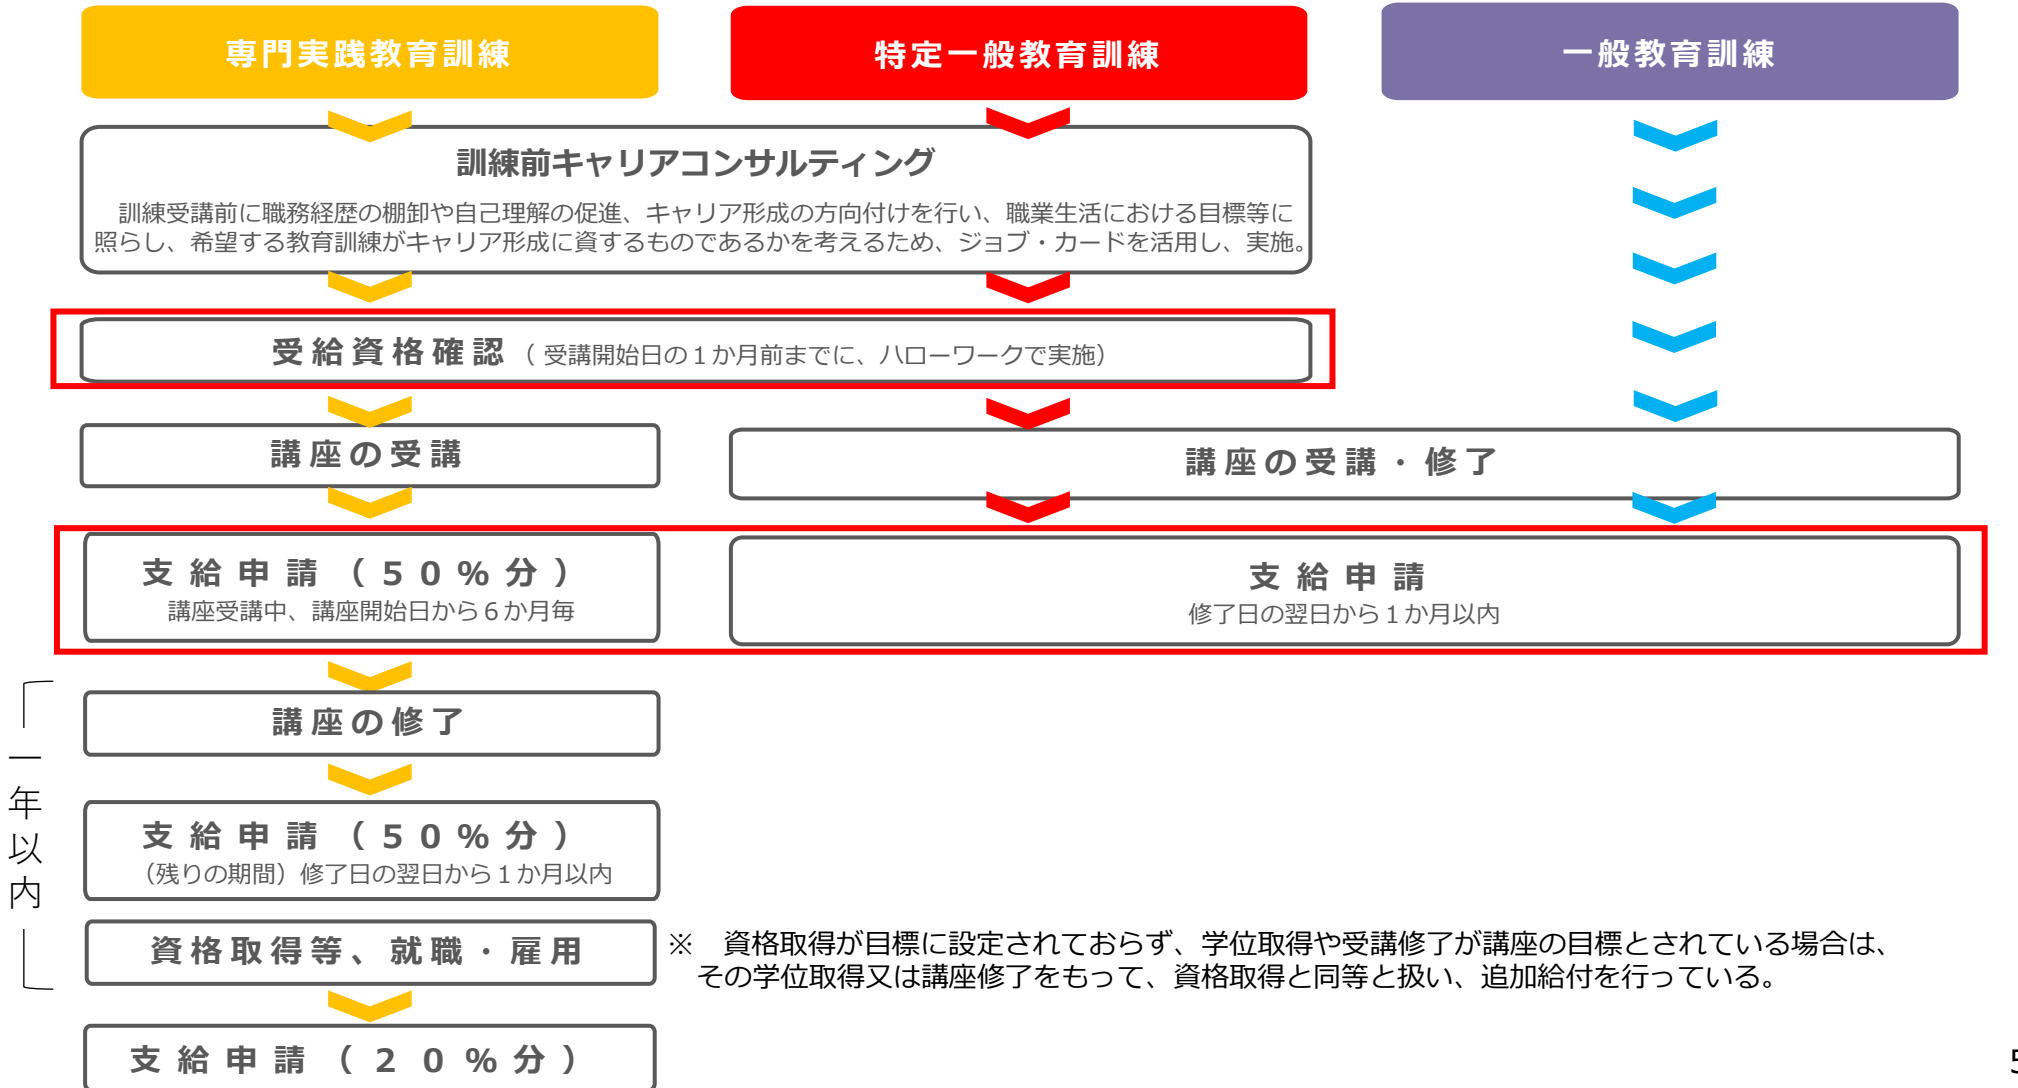 専門実践教育訓練
特定一般教育訓練
一般教育訓練
訓練前キャリアコンサルティング
訓練受講前に職務経歴の棚卸や自己理解の促進、キャリア形成の方向付けを行い、職業生活における目標等に
照らし、希望する教育訓練がキャリア形成に資するものであるかを考えるため、ジョブ・カードを活用し、実施。
受給資格確認（受講開始日の１か月前までに、ハローワークで実施）
講座の受講
講座の受講・修了
支給申請（50％分）
講座受講中、講座開始日から６か月毎
支給申請
修了日の翌日から１か月以内
講座の修了
一年以内
支給申請（50％分）
（残りの期間）修了日の翌日から１か月以内
資格取得等、就職・雇用
※　資格取得が目標に設定されておらず、学位取得や受講修了が講座の目標とされている場合は、
その学位取得又は講座修了をもって、資格取得と同等と扱い、追加給付を行っている。
支給申請（２０％分）
5